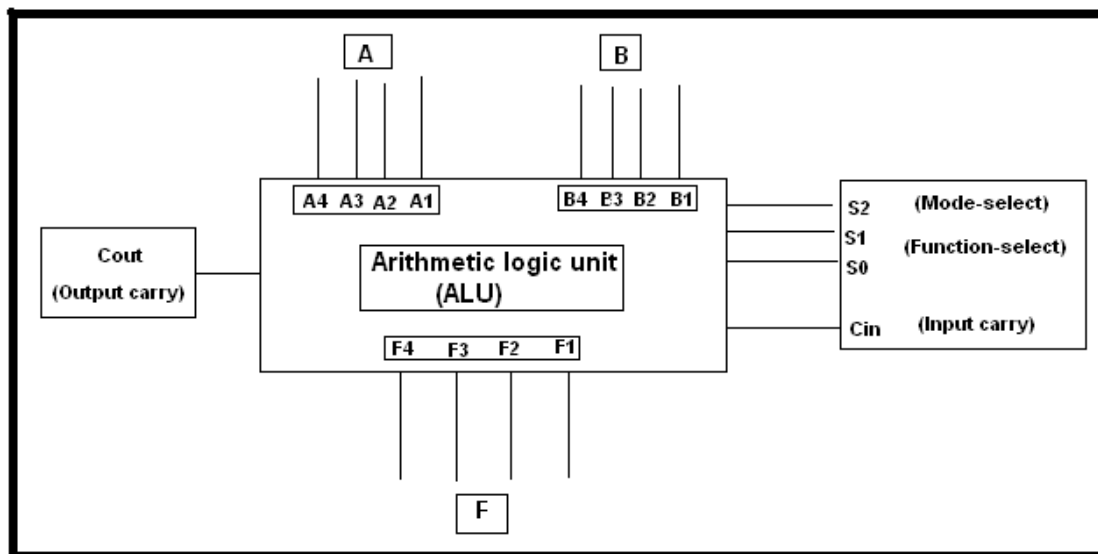 A
B
A4 A3 A2 A1
B4 B3 B2 B1
S2 (Mode-select)
S1 (Function-select)
S0
Cin (Input carry)
Cout
(Output carry)
Arithmetic logic unit
(ALU)
F4 F3 F2 F1
F